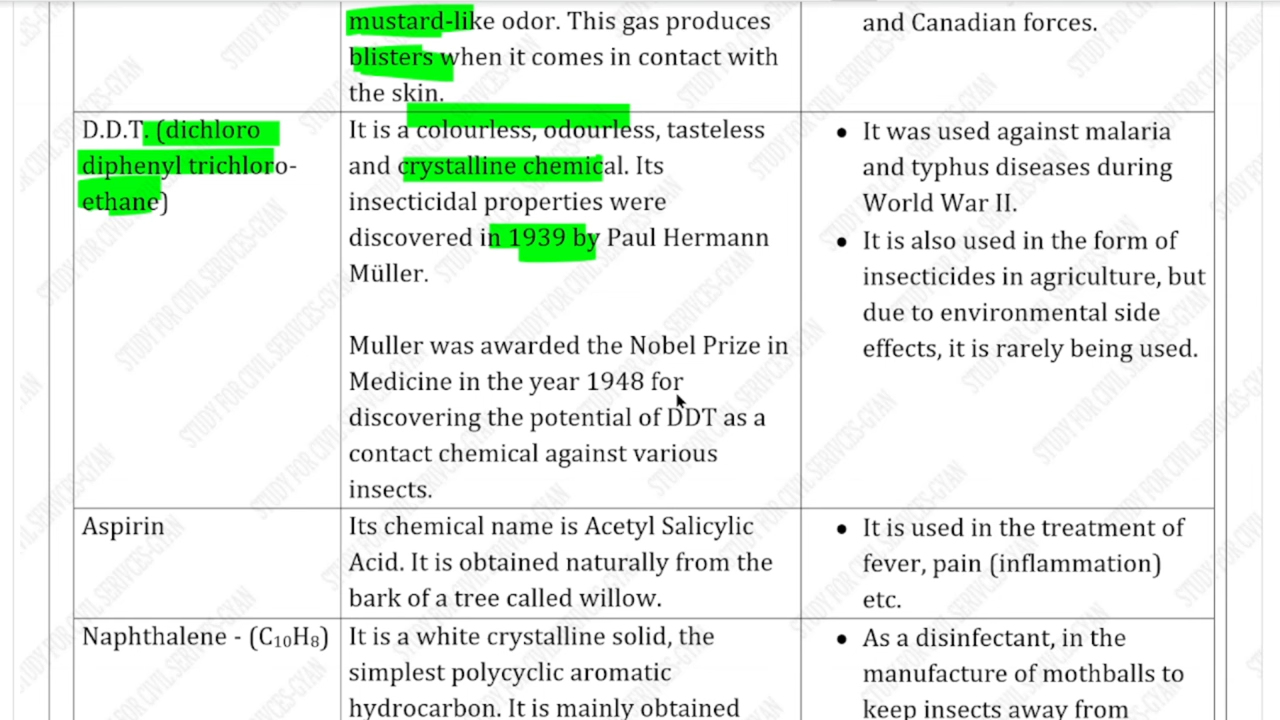 mustard-like odor. This gas produces
blisters when it comes in contact with
the skin.
and Canadian forces.
D.D.T. (dichloro
diphenyl trichloro-
ethane)
It is a colourless, odourless, tasteless
and crystalline chemical. Its
insecticidal properties were
discovered in 1939 by Paul Hermann
Müller.
Muller was awarded the Nobel Prize in
Medicine in the year 1948 for
discovering the potential of DDT as a
contact chemical against various
insects.
• It was used against malaria
and typhus diseases during
World War II.
• It is also used in the form of
insecticides in agriculture, but
due to environmental side
effects, it is rarely being used.
Aspirin
Its chemical name is Acetyl Salicylic
Acid. It is obtained naturally from the
bark of a tree called willow.
• It is used in the treatment of
fever, pain (inflammation)
etc.
Naphthalene - (C₁₀H₈)
It is a white crystalline solid, the
simplest polycyclic aromatic
hydrocarbon. It is mainly obtained
• As a disinfectant, in the
manufacture of mothballs to
keep insects away from
STUDY FOR CIVIL SERIVCES-GYAN